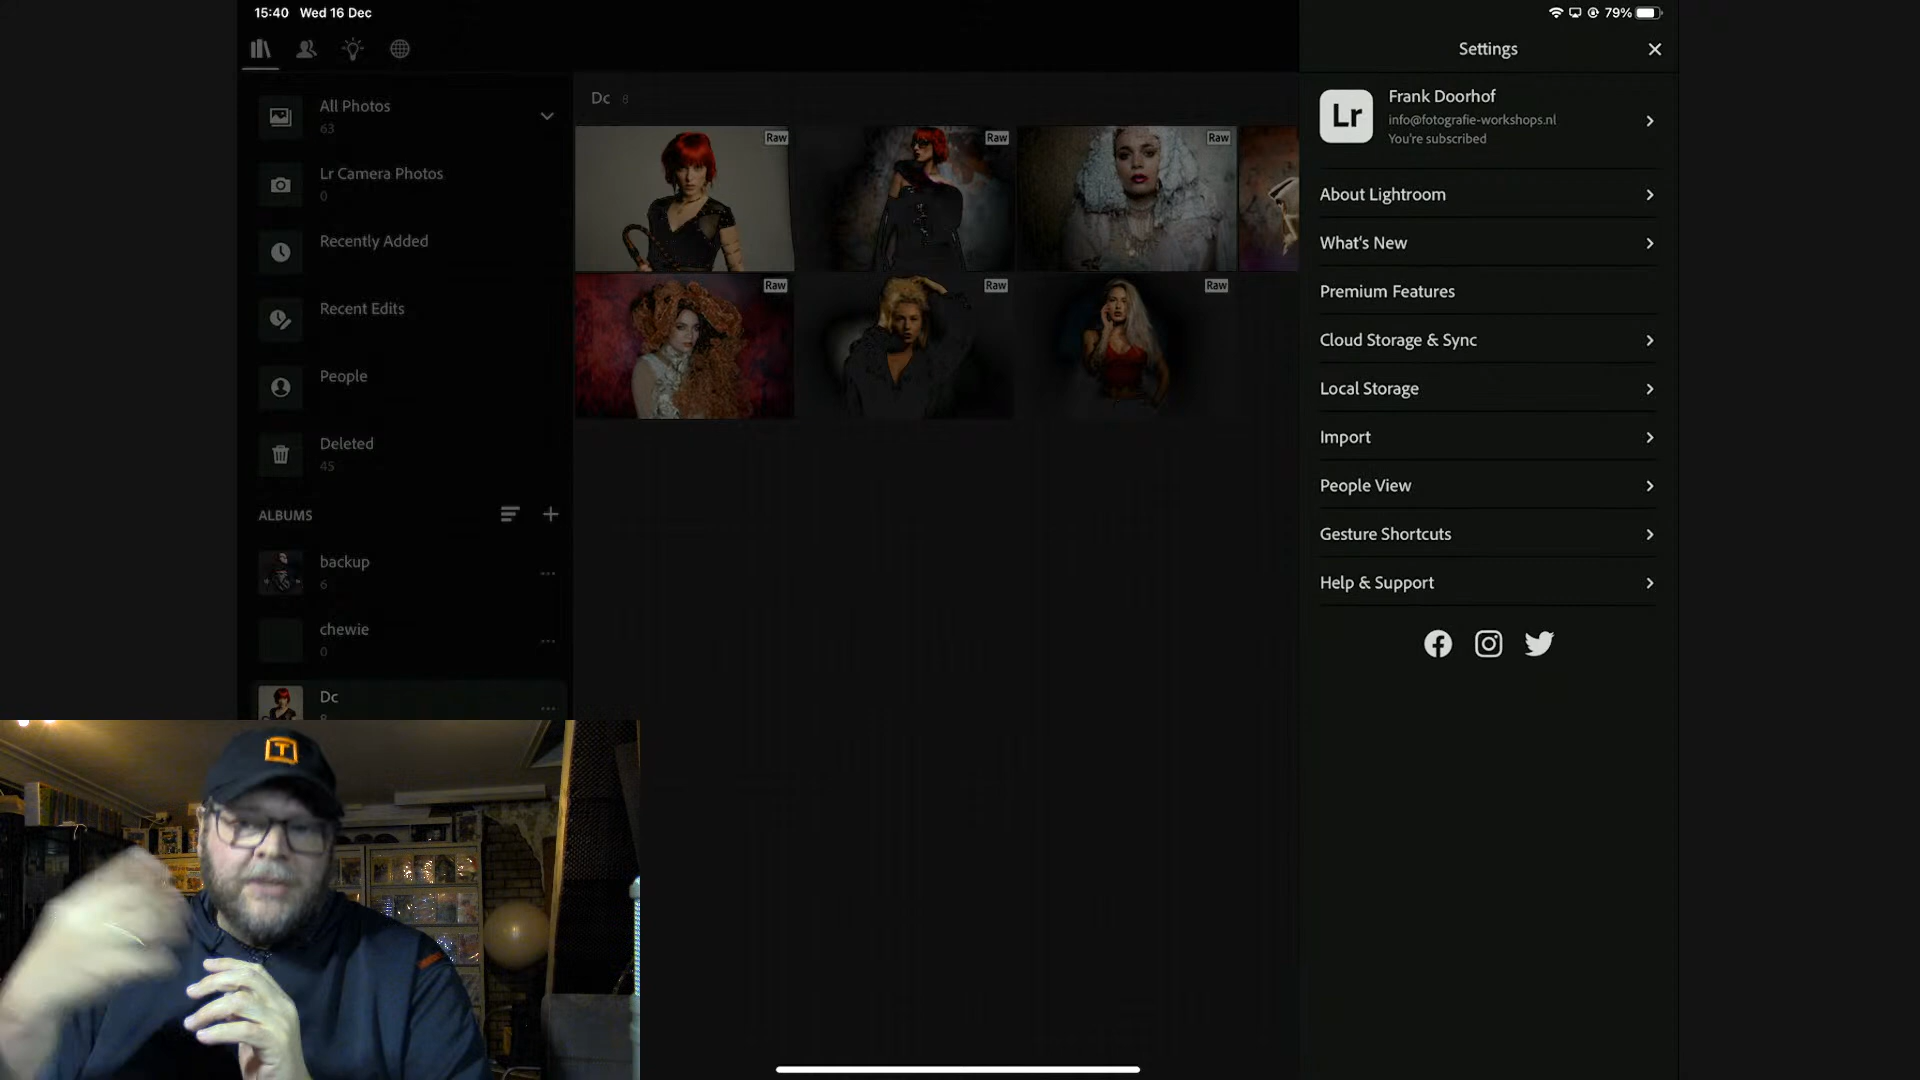 15:40 Wed 16 Dec
79%
All Photos
63
Lr Camera Photos
0
Recently Added
Recent Edits
People
Deleted
45
ALBUMS
backup
6
chewie
0
Dc
8
Dc 8
Raw
Raw
Raw
Raw
Raw
Raw
Settings
Lr
Frank Doorhof
info@fotografie-workshops.nl
You're subscribed
About Lightroom
What's New
Premium Features
Cloud Storage & Sync
Local Storage
Import
People View
Gesture Shortcuts
Help & Support
T